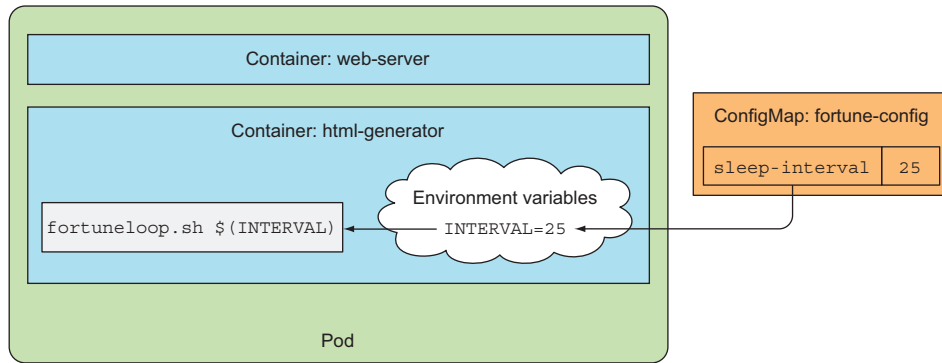 Container: web-server
Container: html-generator
Environment variables
fortuneloop.sh $(INTERVAL)
INTERVAL=25
Pod
ConfigMap: fortune-config
sleep-interval 25